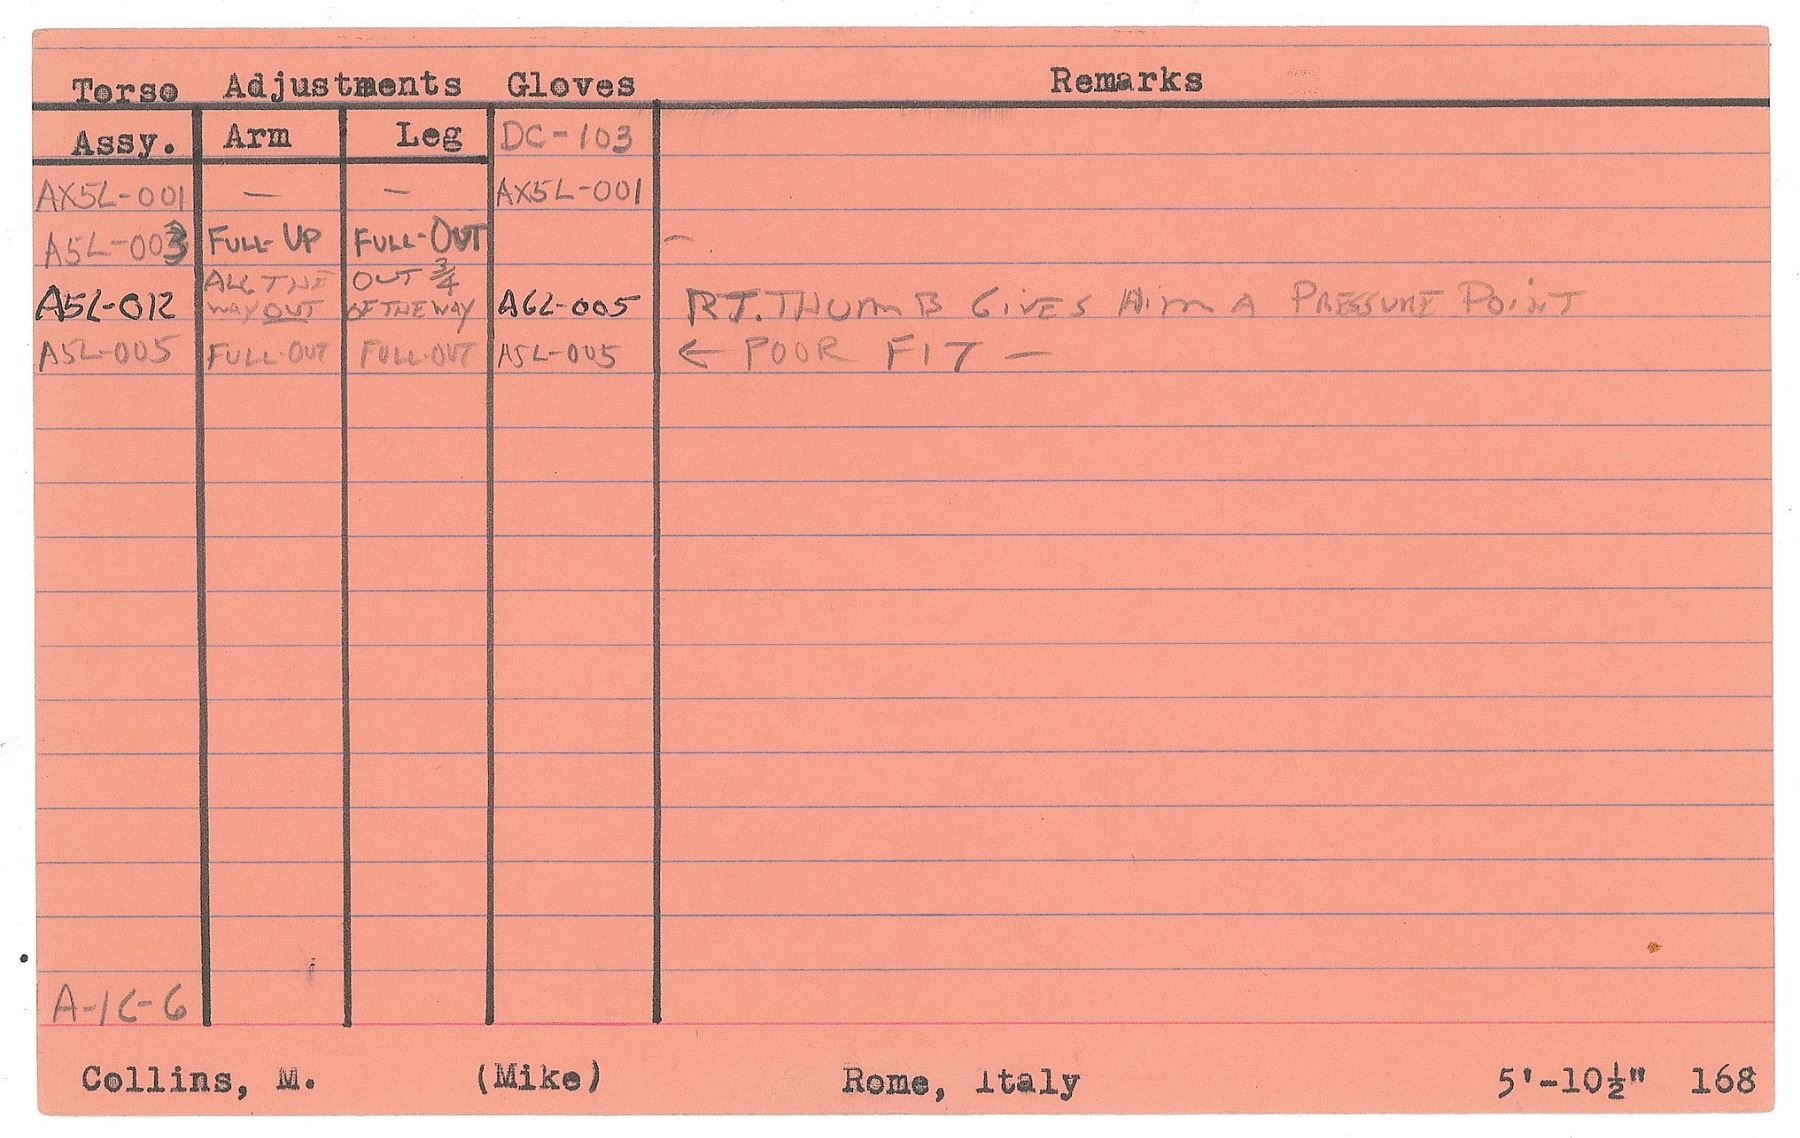 Torso Adjustments Gloves Remarks
Assy. Arm Leg DC-103
AX5L-001 — — AX5L-001
A5L-003 FULL-UP FULL-OUT —
ALL THE OUT 3/4
A5L-012 WAY OUT OF THE WAY A6L-005 RT. THUMB GIVES HIM A PRESSURE POINT
A5L-005 FULL-OUT FULL-OUT A5L-005 ← POOR FIT —
A-1C-6
Collins, M. (Mike) Rome, Italy 5'-10½" 168